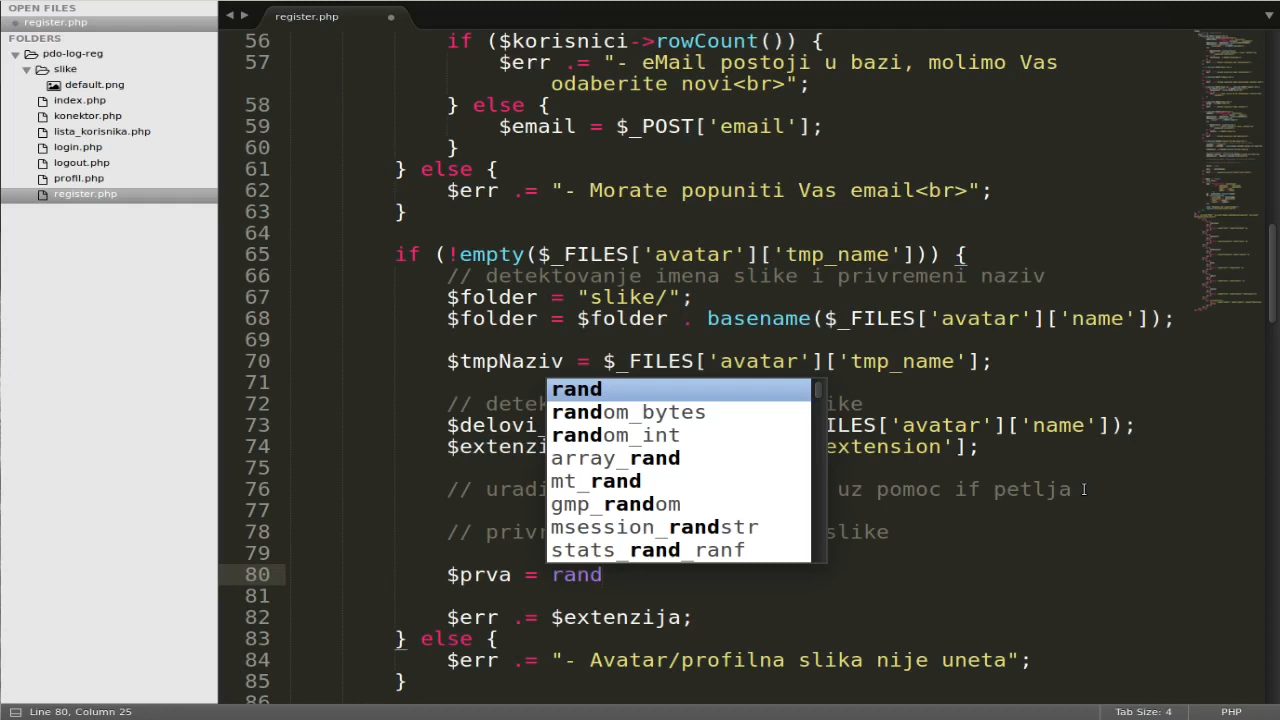 OPEN FILES
register.php
FOLDERS
pdo-log-reg
slike
default.png
index.php
konektor.php
lista_korisnika.php
login.php
logout.php
profil.php
register.php
register.php
56 if ($korisnici->rowCount()) {
57 $err .= "- eMail postoji u bazi, molimo Vas
odaberite novi<br>";
58 } else {
59 $email = $_POST['email'];
60 }
61 } else {
62 $err .= "- Morate popuniti Vas email<br>";
63 }
64
65 if (!empty($_FILES['avatar']['tmp_name'])) {
66 // detektovanje imena slike i privremeni naziv
67 $folder = "slike/";
68 $folder = $folder . basename($_FILES['avatar']['name']);
69
70 $tmpNaziv = $_FILES['avatar']['tmp_name'];
71
72 // detek ike
73 $delovi_ ILES['avatar']['name']);
74 $extenzi extension'];
75
76 // uradi uz pomoc if petlja
77
78 // privr slike
79
80 $prva = rand
81
82 $err .= $extenzija;
83 } else {
84 $err .= "- Avatar/profilna slika nije uneta";
85 }
86
rand
random_bytes
random_int
array_rand
mt_rand
gmp_random
msession_randstr
stats_rand_ranf
Line 80, Column 25
Tab Size: 4
PHP